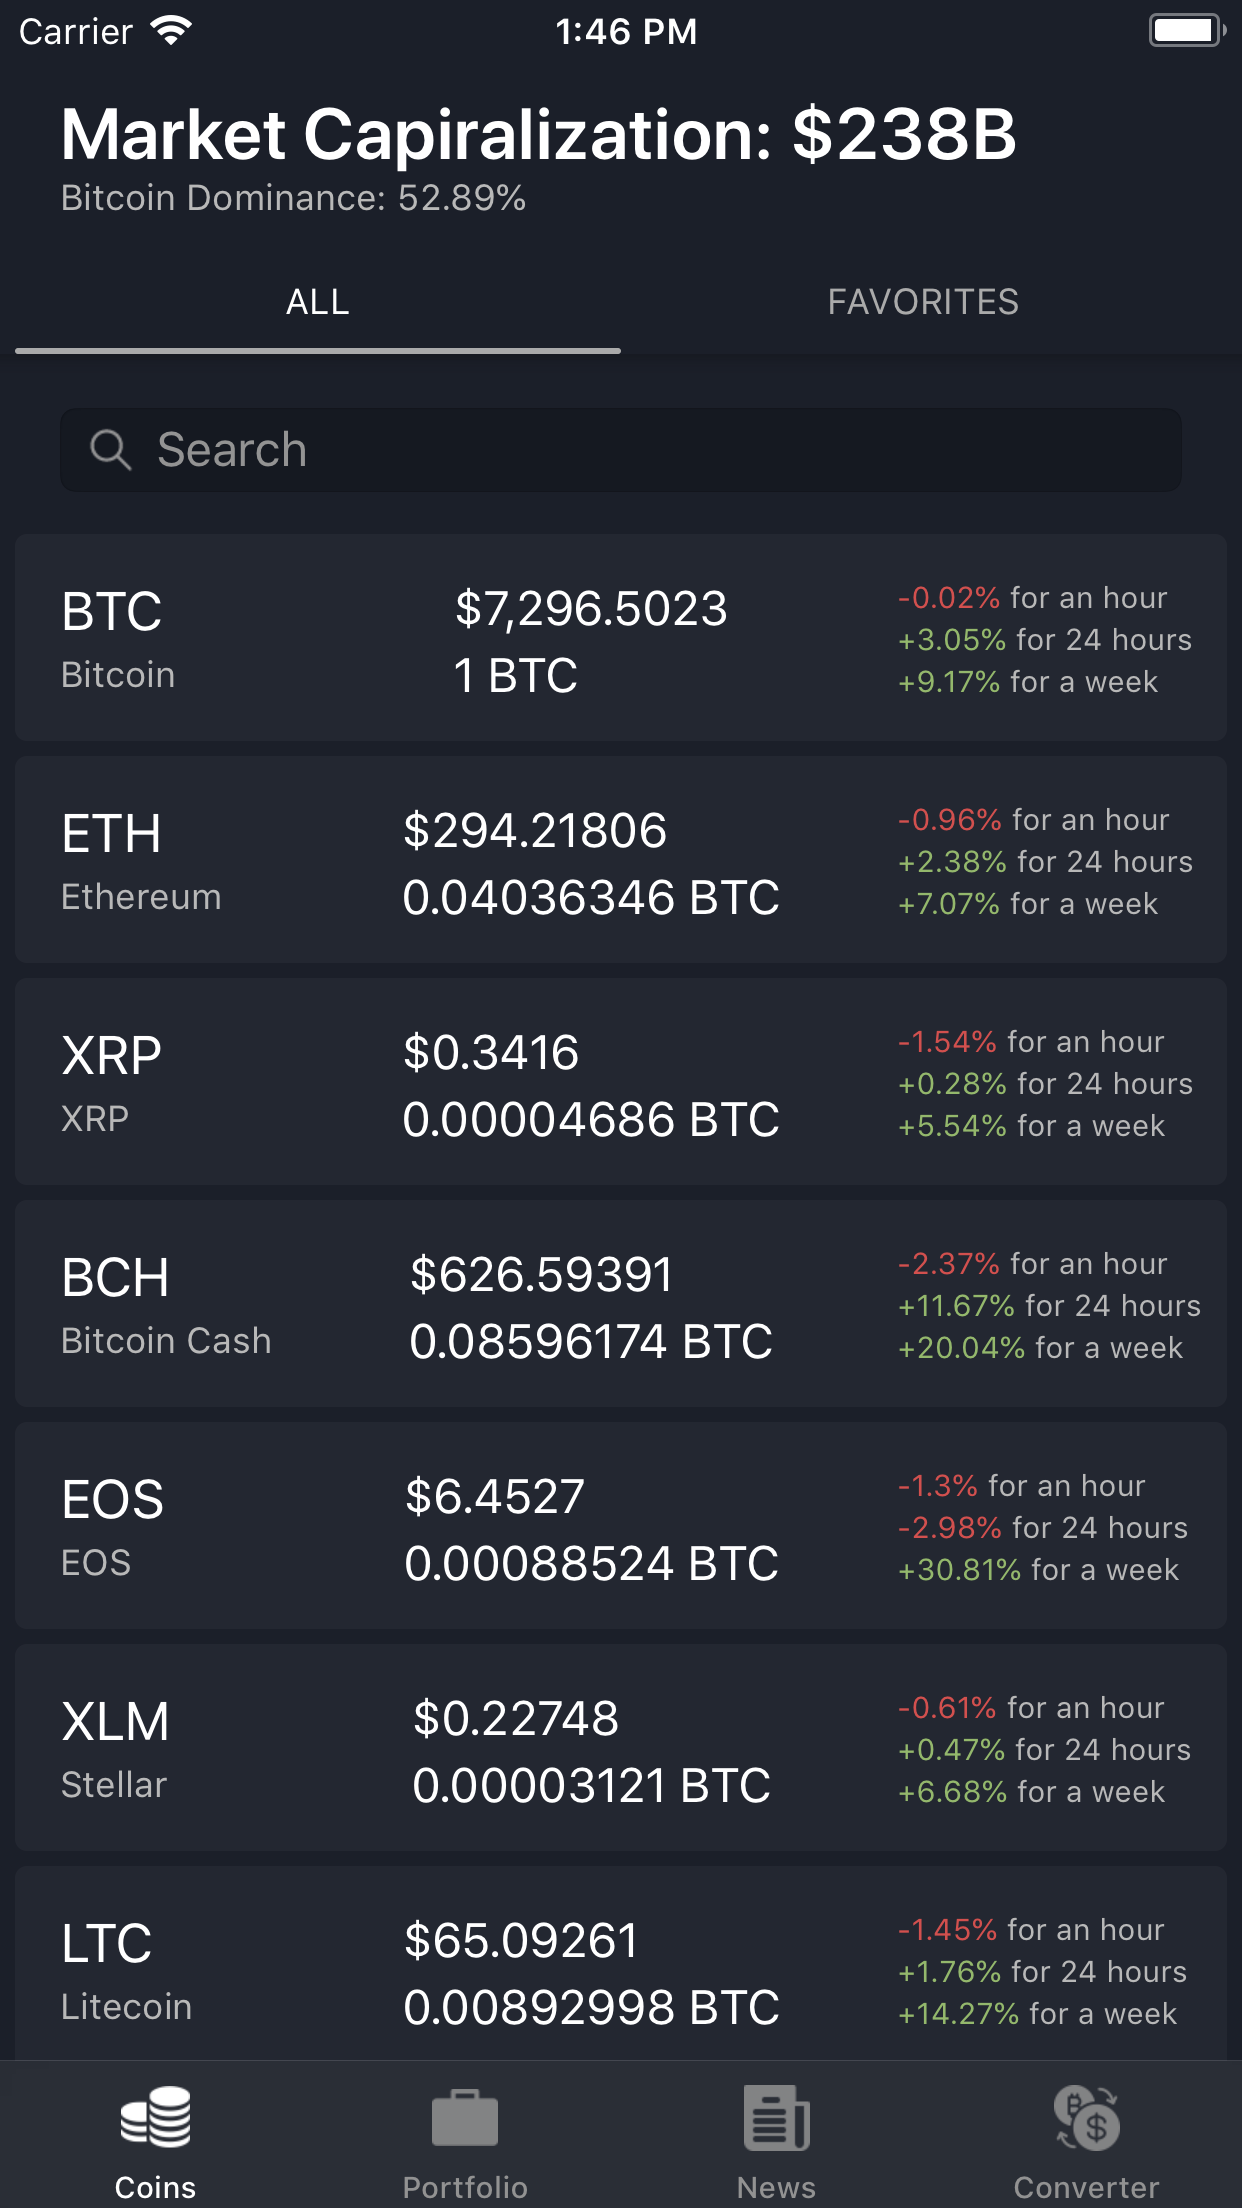 Carrier 1:46 PM
Market Capiralization: $238B
Bitcoin Dominance: 52.89%
ALL FAVORITES
Search
BTC
Bitcoin
$7,296.5023
1 BTC
-0.02% for an hour
+3.05% for 24 hours
+9.17% for a week
ETH
Ethereum
$294.21806
0.04036346 BTC
-0.96% for an hour
+2.38% for 24 hours
+7.07% for a week
XRP
XRP
$0.3416
0.00004686 BTC
-1.54% for an hour
+0.28% for 24 hours
+5.54% for a week
BCH
Bitcoin Cash
$626.59391
0.08596174 BTC
-2.37% for an hour
+11.67% for 24 hours
+20.04% for a week
EOS
EOS
$6.4527
0.00088524 BTC
-1.3% for an hour
-2.98% for 24 hours
+30.81% for a week
XLM
Stellar
$0.22748
0.00003121 BTC
-0.61% for an hour
+0.47% for 24 hours
+6.68% for a week
LTC
Litecoin
$65.09261
0.00892998 BTC
-1.45% for an hour
+1.76% for 24 hours
+14.27% for a week
Coins Portfolio News Converter